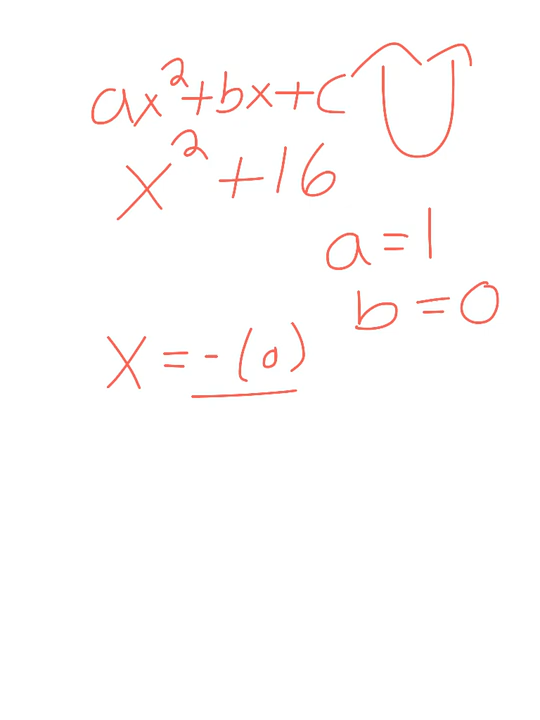 ax²+bx+c
x²+16
a=1
b=0
x=-(0)